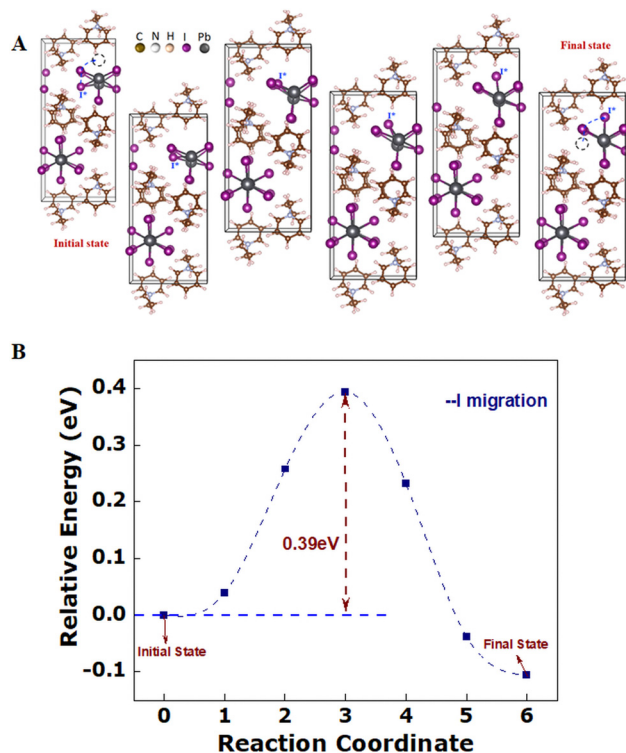 A
C N H I Pb
Final state
I*
I*
I*
I*
I*
I*
Initial state
B
--I migration
0.39eV
Initial State
Final State
Relative Energy (eV)
0.4
0.3
0.2
0.1
0.0
-0.1
0 1 2 3 4 5 6
Reaction Coordinate